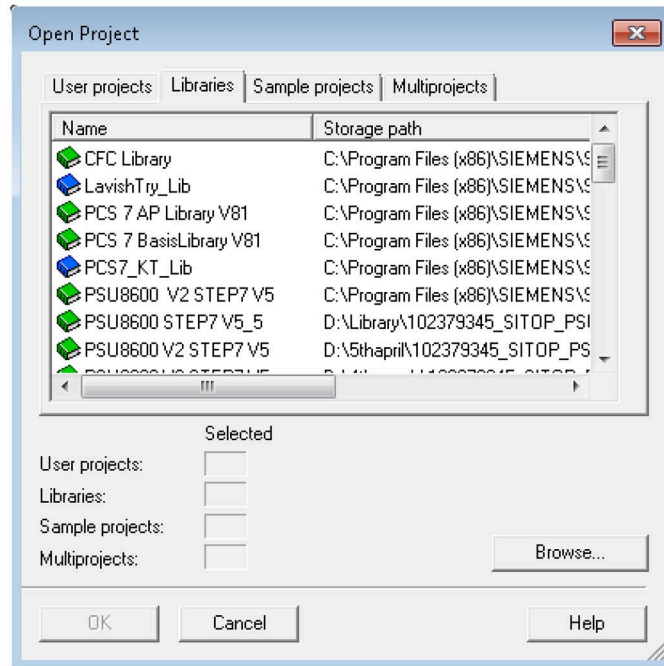 Open Project
User projects Libraries Sample projects Multiprojects
Name Storage path
CFC Library C:\Program Files (x86)\SIEMENS\S
LavishTry_Lib C:\Program Files (x86)\SIEMENS\S
PCS 7 AP Library V81 C:\Program Files (x86)\SIEMENS\S
PCS 7 BasisLibrary V81 C:\Program Files (x86)\SIEMENS\S
PCS7_KT_Lib C:\Program Files (x86)\SIEMENS\S
PSU8600 V2 STEP7 V5 C:\Program Files (x86)\SIEMENS\S
PSU8600 STEP7 V5_5 D:\Library\102379345_SITOP_PSI
PSU8600 V2 STEP7 V5 D:\5thapril\102379345_SITOP_PS
Selected
User projects:
Libraries:
Sample projects:
Multiprojects:
Browse...
OK Cancel Help